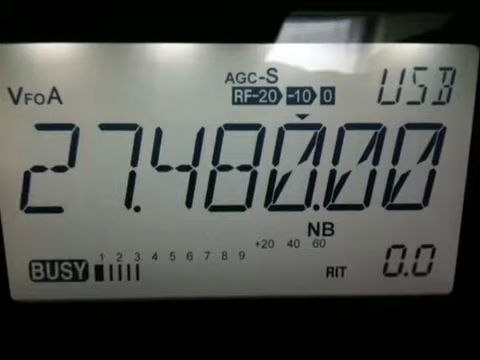 AGC-S
RF-20 -10 0 USB
VFOA
27.480.00
NB
+20 40 60
1 2 3 4 5 6 7 8 9
BUSY RIT 0.0